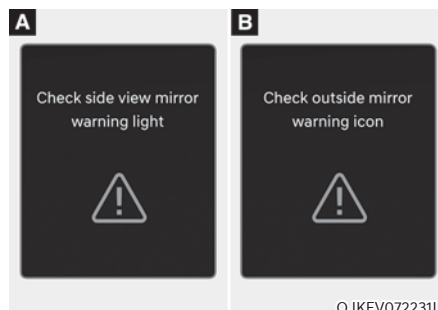 A
Check side view mirror
warning light
B
Check outside mirror
warning icon